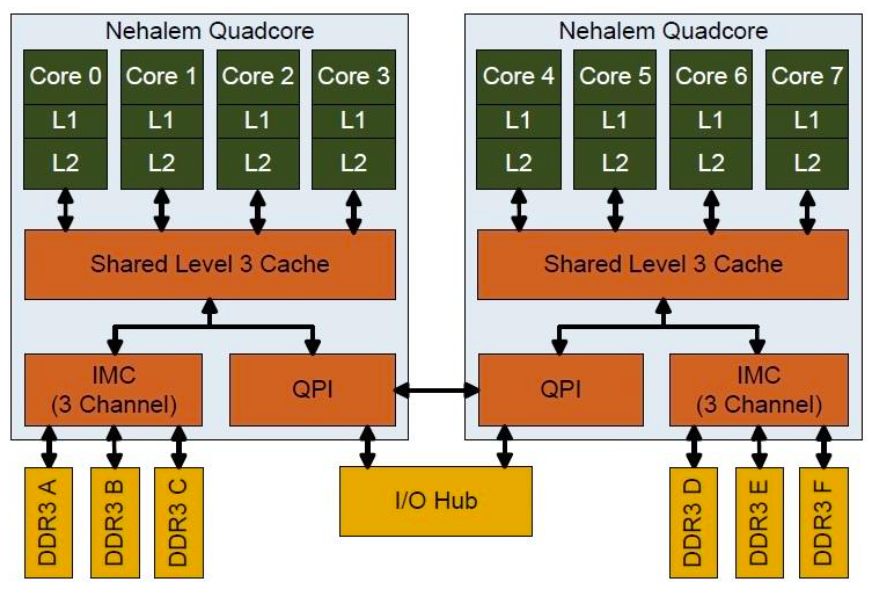 Nehalem Quadcore
Core 0
L1
L2
Core 1
L1
L2
Core 2
L1
L2
Core 3
L1
L2
Shared Level 3 Cache
IMC
(3 Channel)
QPI
DDR3 A
DDR3 B
DDR3 C
I/O Hub
Nehalem Quadcore
Core 4
L1
L2
Core 5
L1
L2
Core 6
L1
L2
Core 7
L1
L2
Shared Level 3 Cache
QPI
IMC
(3 Channel)
DDR3 D
DDR3 E
DDR3 F